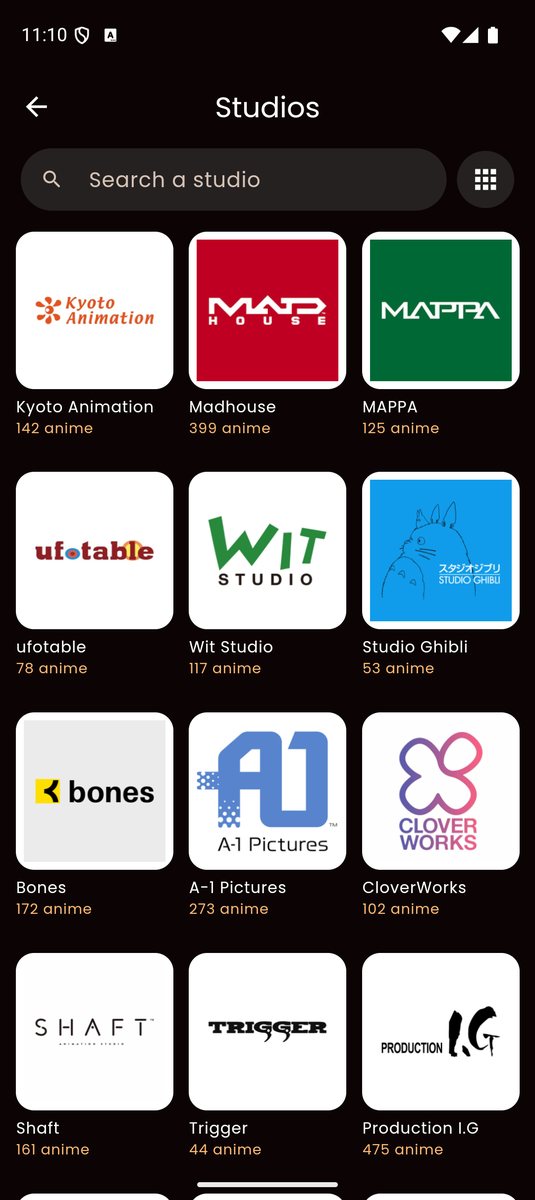 11:10
A
Studios
Search a studio
Kyoto
Animation
MAD
HOUSE
MAPPA
Kyoto Animation
Madhouse
MAPPA
142 anime
399 anime
125 anime
ufotable
WIT
STUDIO
スタジオジブリ
STUDIO GHIBLI
ufotable
Wit Studio
Studio Ghibli
78 anime
117 anime
53 anime
bones
A1
TM
A-1 Pictures
CLOVER
WORKS
Bones
A-1 Pictures
CloverWorks
172 anime
273 anime
102 anime
SHAFT
ANIMATION STUDIO
TRIGGER
PRODUCTION I.G
Shaft
Trigger
Production I.G
161 anime
44 anime
475 anime